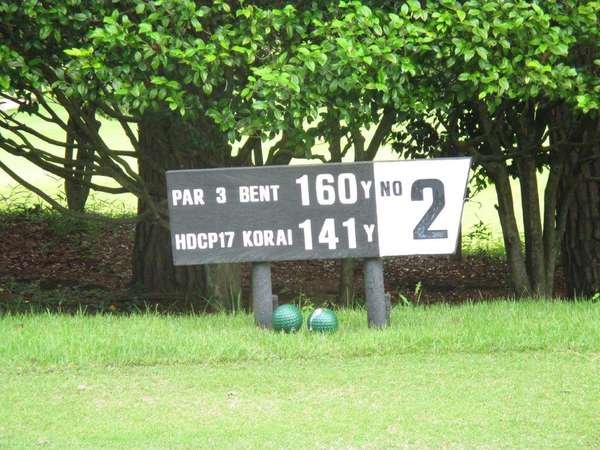 PAR 3 BENT 160Y
HDCP17 KORAI 141Y
NO 2